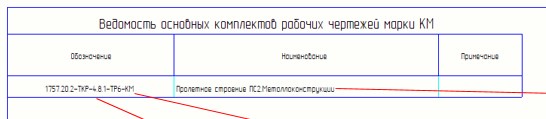 Ведомость основных комплектов рабочих чертежей марки КМ
Обозначение Наименование Примечание
1757.20.2-ТКР-4.8.1-ТР6-КМ Пролетное строение ПС2.Металлоконструкции